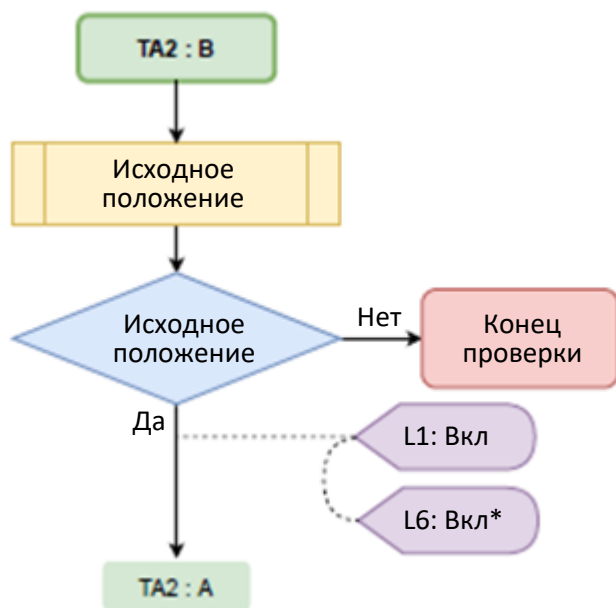 TA2 : B
Исходное
положение
Исходное
положение
Нет
Конец
проверки
Да
L1: Вкл
L6: Вкл*
TA2 : A